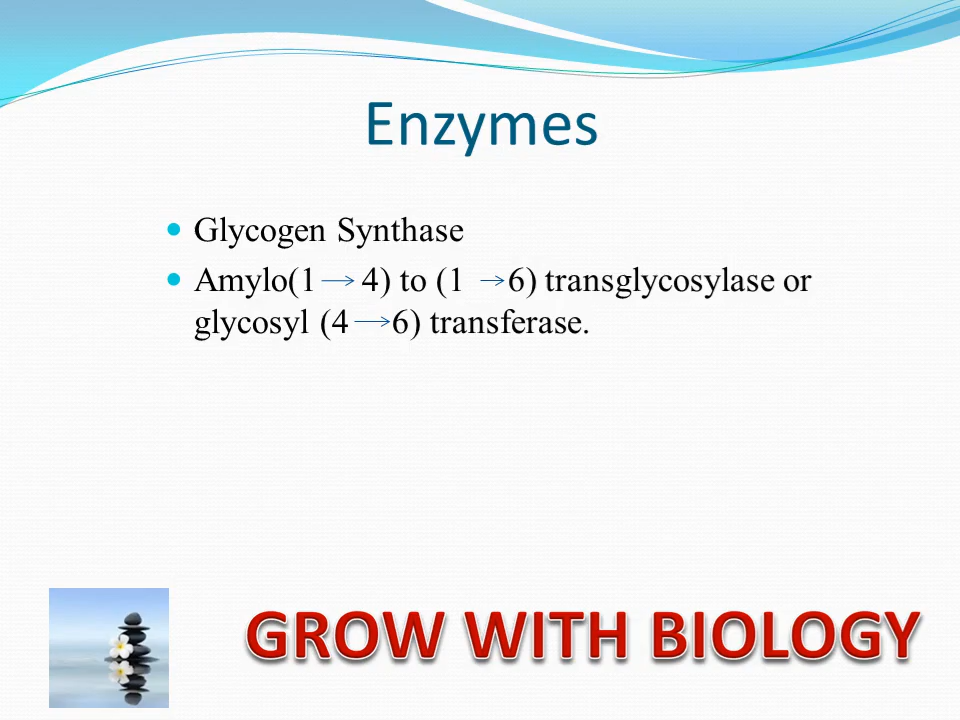 Enzymes
• Glycogen Synthase
• Amylo(1 → 4) to (1 → 6) transglycosylase or
glycosyl (4 → 6) transferase.
GROW WITH BIOLOGY